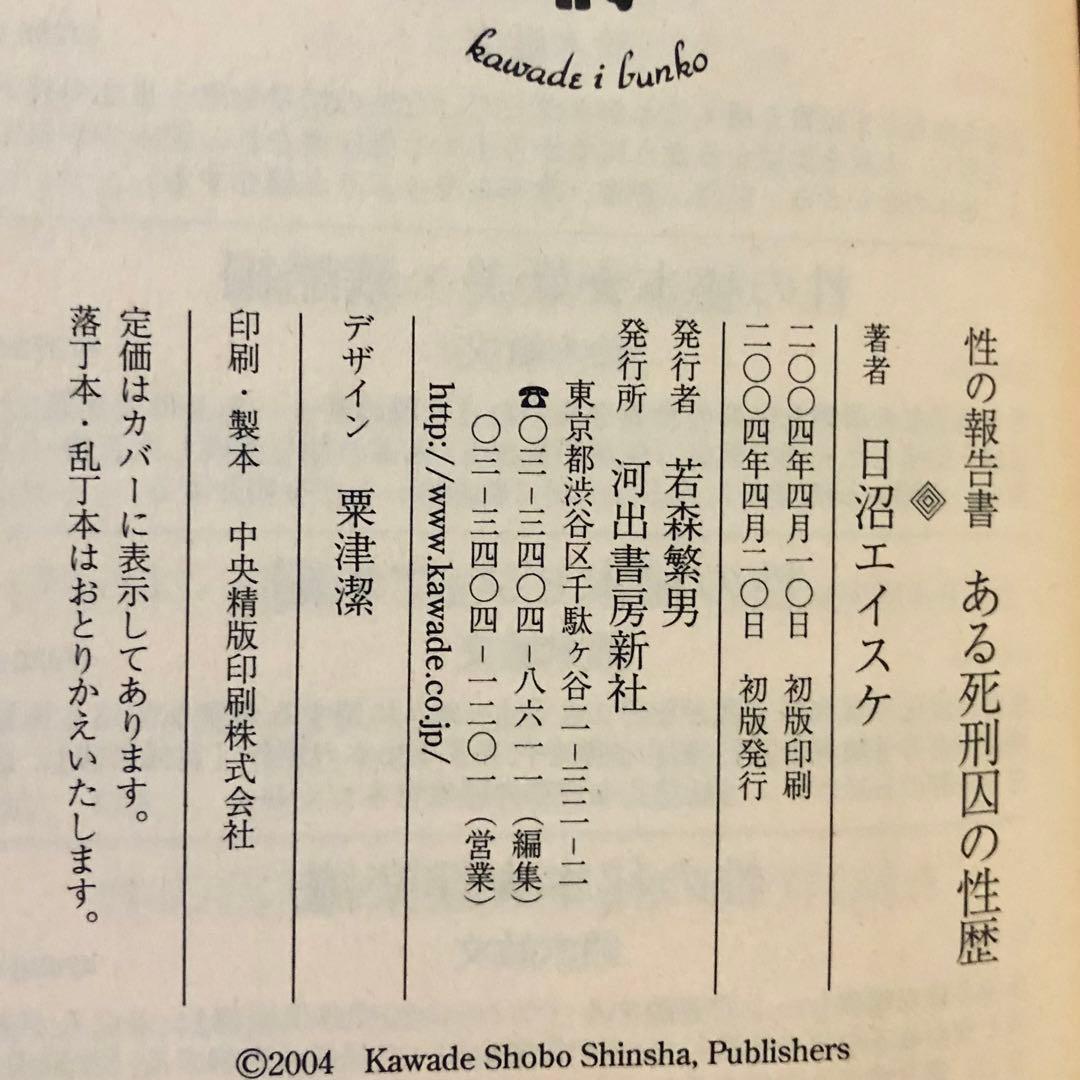 kawade i bunko
性の報告書 ある死刑囚の性歴
著者 日沼エイスケ
二〇〇四年四月一〇日 初版印刷
二〇〇四年四月二〇日 初版発行
発行者 若森繁男
発行所 河出書房新社
東京都渋谷区千駄ヶ谷二-三二-二
☎〇三-三四〇四-八六一一(編集)
〇三-三四〇四-一二〇一(営業)
http://www.kawade.co.jp/
デザイン 粟津潔
印刷・製本 中央精版印刷株式会社
定価はカバーに表示してあります。
落丁本・乱丁本はおとりかえいたします。
©2004 Kawade Shobo Shinsha, Publishers